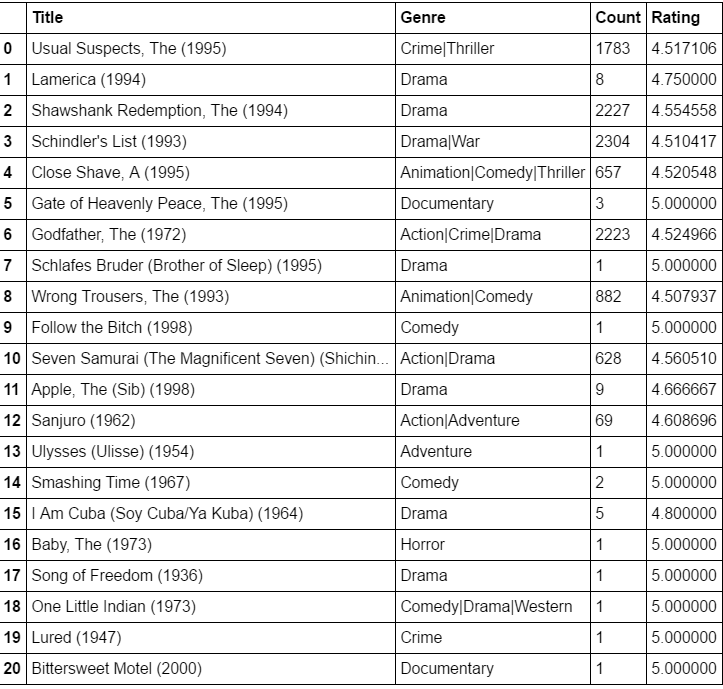 Title Genre Count Rating
0 Usual Suspects, The (1995) Crime|Thriller 1783 4.517106
1 Lamerica (1994) Drama 8 4.750000
2 Shawshank Redemption, The (1994) Drama 2227 4.554558
3 Schindler's List (1993) Drama|War 2304 4.510417
4 Close Shave, A (1995) Animation|Comedy|Thriller 657 4.520548
5 Gate of Heavenly Peace, The (1995) Documentary 3 5.000000
6 Godfather, The (1972) Action|Crime|Drama 2223 4.524966
7 Schlafes Bruder (Brother of Sleep) (1995) Drama 1 5.000000
8 Wrong Trousers, The (1993) Animation|Comedy 882 4.507937
9 Follow the Bitch (1998) Comedy 1 5.000000
10 Seven Samurai (The Magnificent Seven) (Shichin... Action|Drama 628 4.560510
11 Apple, The (Sib) (1998) Drama 9 4.666667
12 Sanjuro (1962) Action|Adventure 69 4.608696
13 Ulysses (Ulisse) (1954) Adventure 1 5.000000
14 Smashing Time (1967) Comedy 2 5.000000
15 I Am Cuba (Soy Cuba/Ya Kuba) (1964) Drama 5 4.800000
16 Baby, The (1973) Horror 1 5.000000
17 Song of Freedom (1936) Drama 1 5.000000
18 One Little Indian (1973) Comedy|Drama|Western 1 5.000000
19 Lured (1947) Crime 1 5.000000
20 Bittersweet Motel (2000) Documentary 1 5.000000